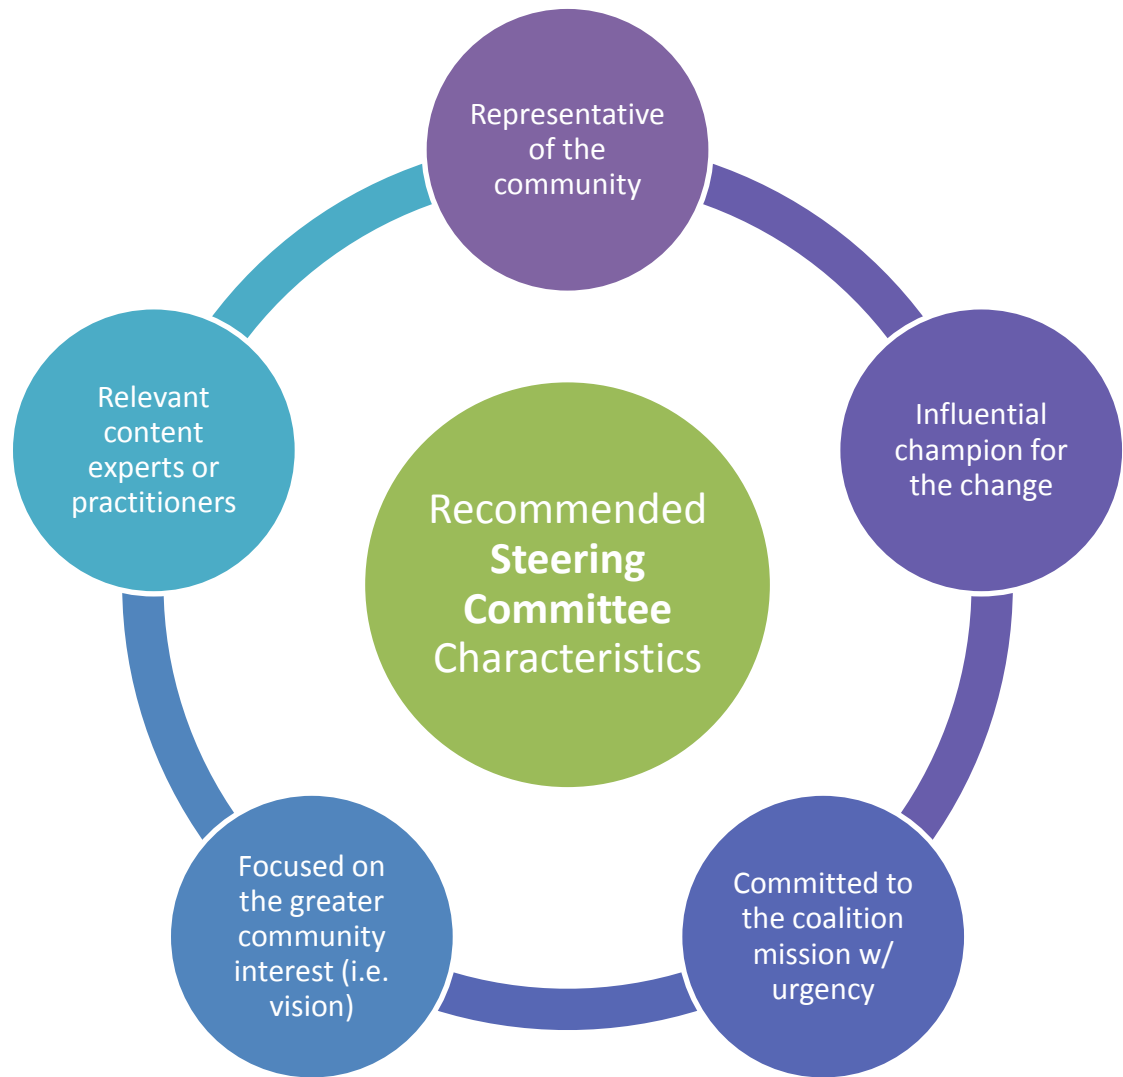 Representative
of the
community
Influential
champion for
the change
Committed to
the coalition
mission w/
urgency
Focused on
the greater
community
interest (i.e.
vision)
Relevant
content
experts or
practitioners
Recommended
Steering
Committee
Characteristics